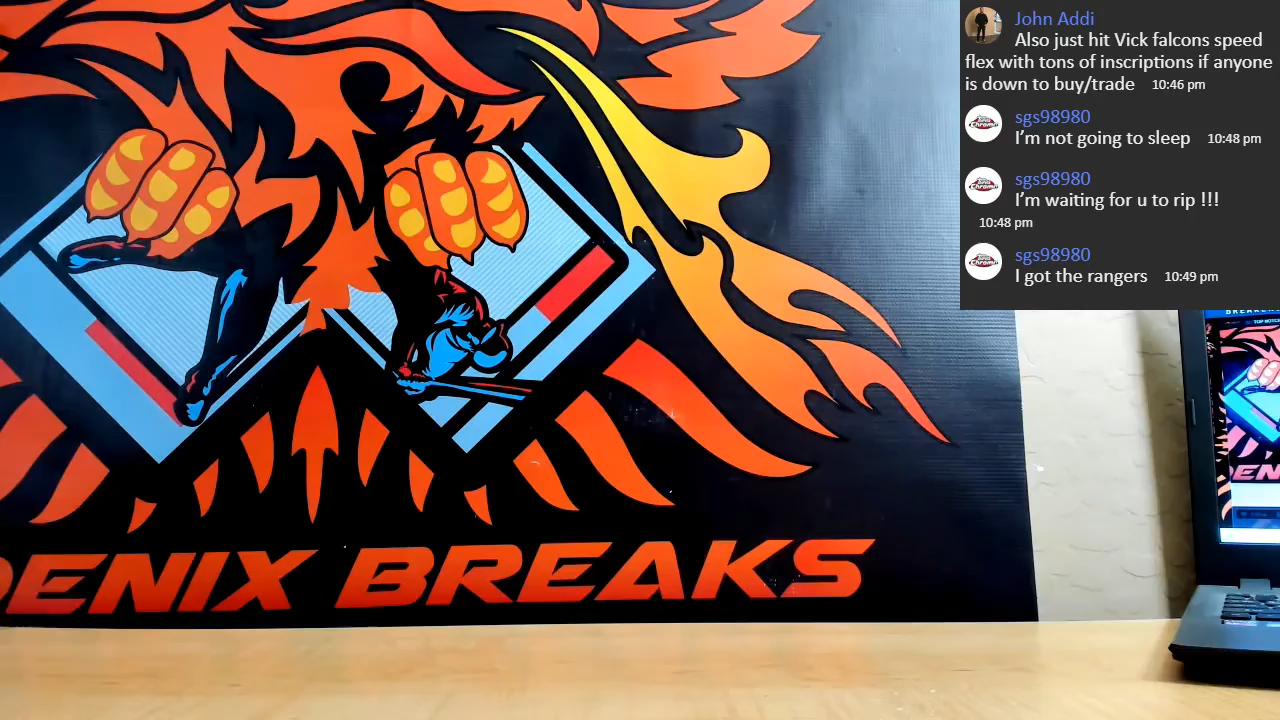 John Addi
Also just hit Vick falcons speed
flex with tons of inscriptions if anyone
is down to buy/trade 10:46 pm
sgs98980
I'm not going to sleep 10:48 pm
sgs98980
I'm waiting for u to rip !!!
10:48 pm
sgs98980
I got the rangers 10:49 pm
OENIX BREAKS
ENIX